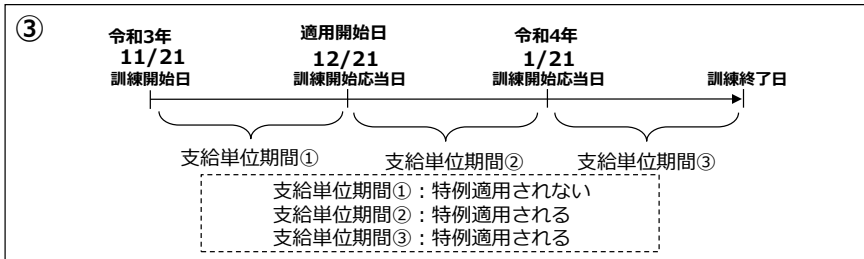 ③
令和3年 適用開始日 令和4年
11/21 12/21 1/21
訓練開始日 訓練開始応当日 訓練開始応当日 訓練終了日
支給単位期間① 支給単位期間② 支給単位期間③
支給単位期間①：特例適用されない
支給単位期間②：特例適用される
支給単位期間③：特例適用される